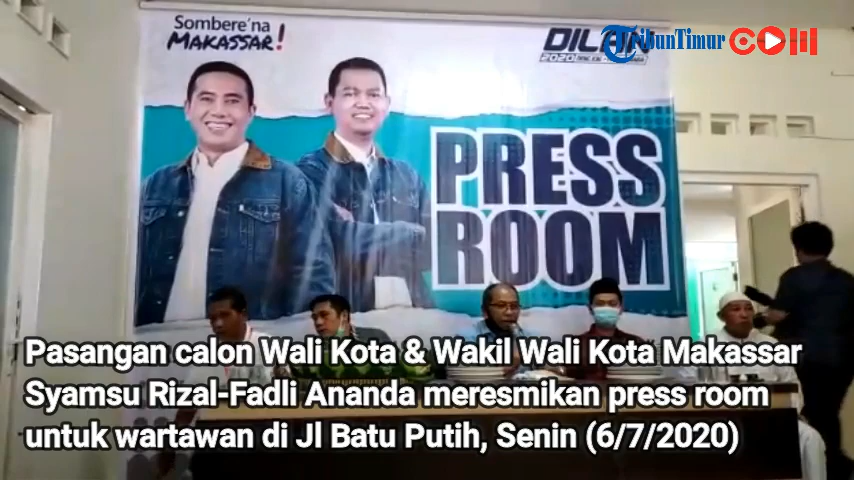 Sombere'na
MAKASSAR!
DILAN
2020
TribunTimur COM
PRESS
ROOM
Pasangan calon Wali Kota & Wakil Wali Kota Makassar
Syamsu Rizal-Fadli Ananda meresmikan press room
untuk wartawan di Jl Batu Putih, Senin (6/7/2020)